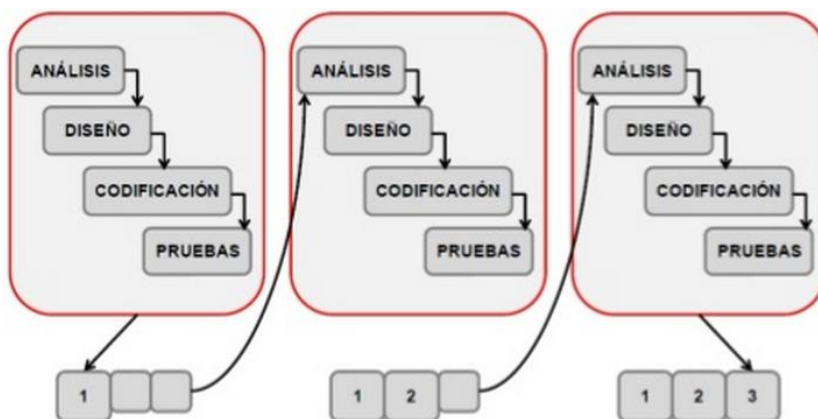 ANÁLISIS
DISEÑO
CODIFICACIÓN
PRUEBAS
ANÁLISIS
DISEÑO
CODIFICACIÓN
PRUEBAS
ANÁLISIS
DISEÑO
CODIFICACIÓN
PRUEBAS
1
1 2
1 2 3